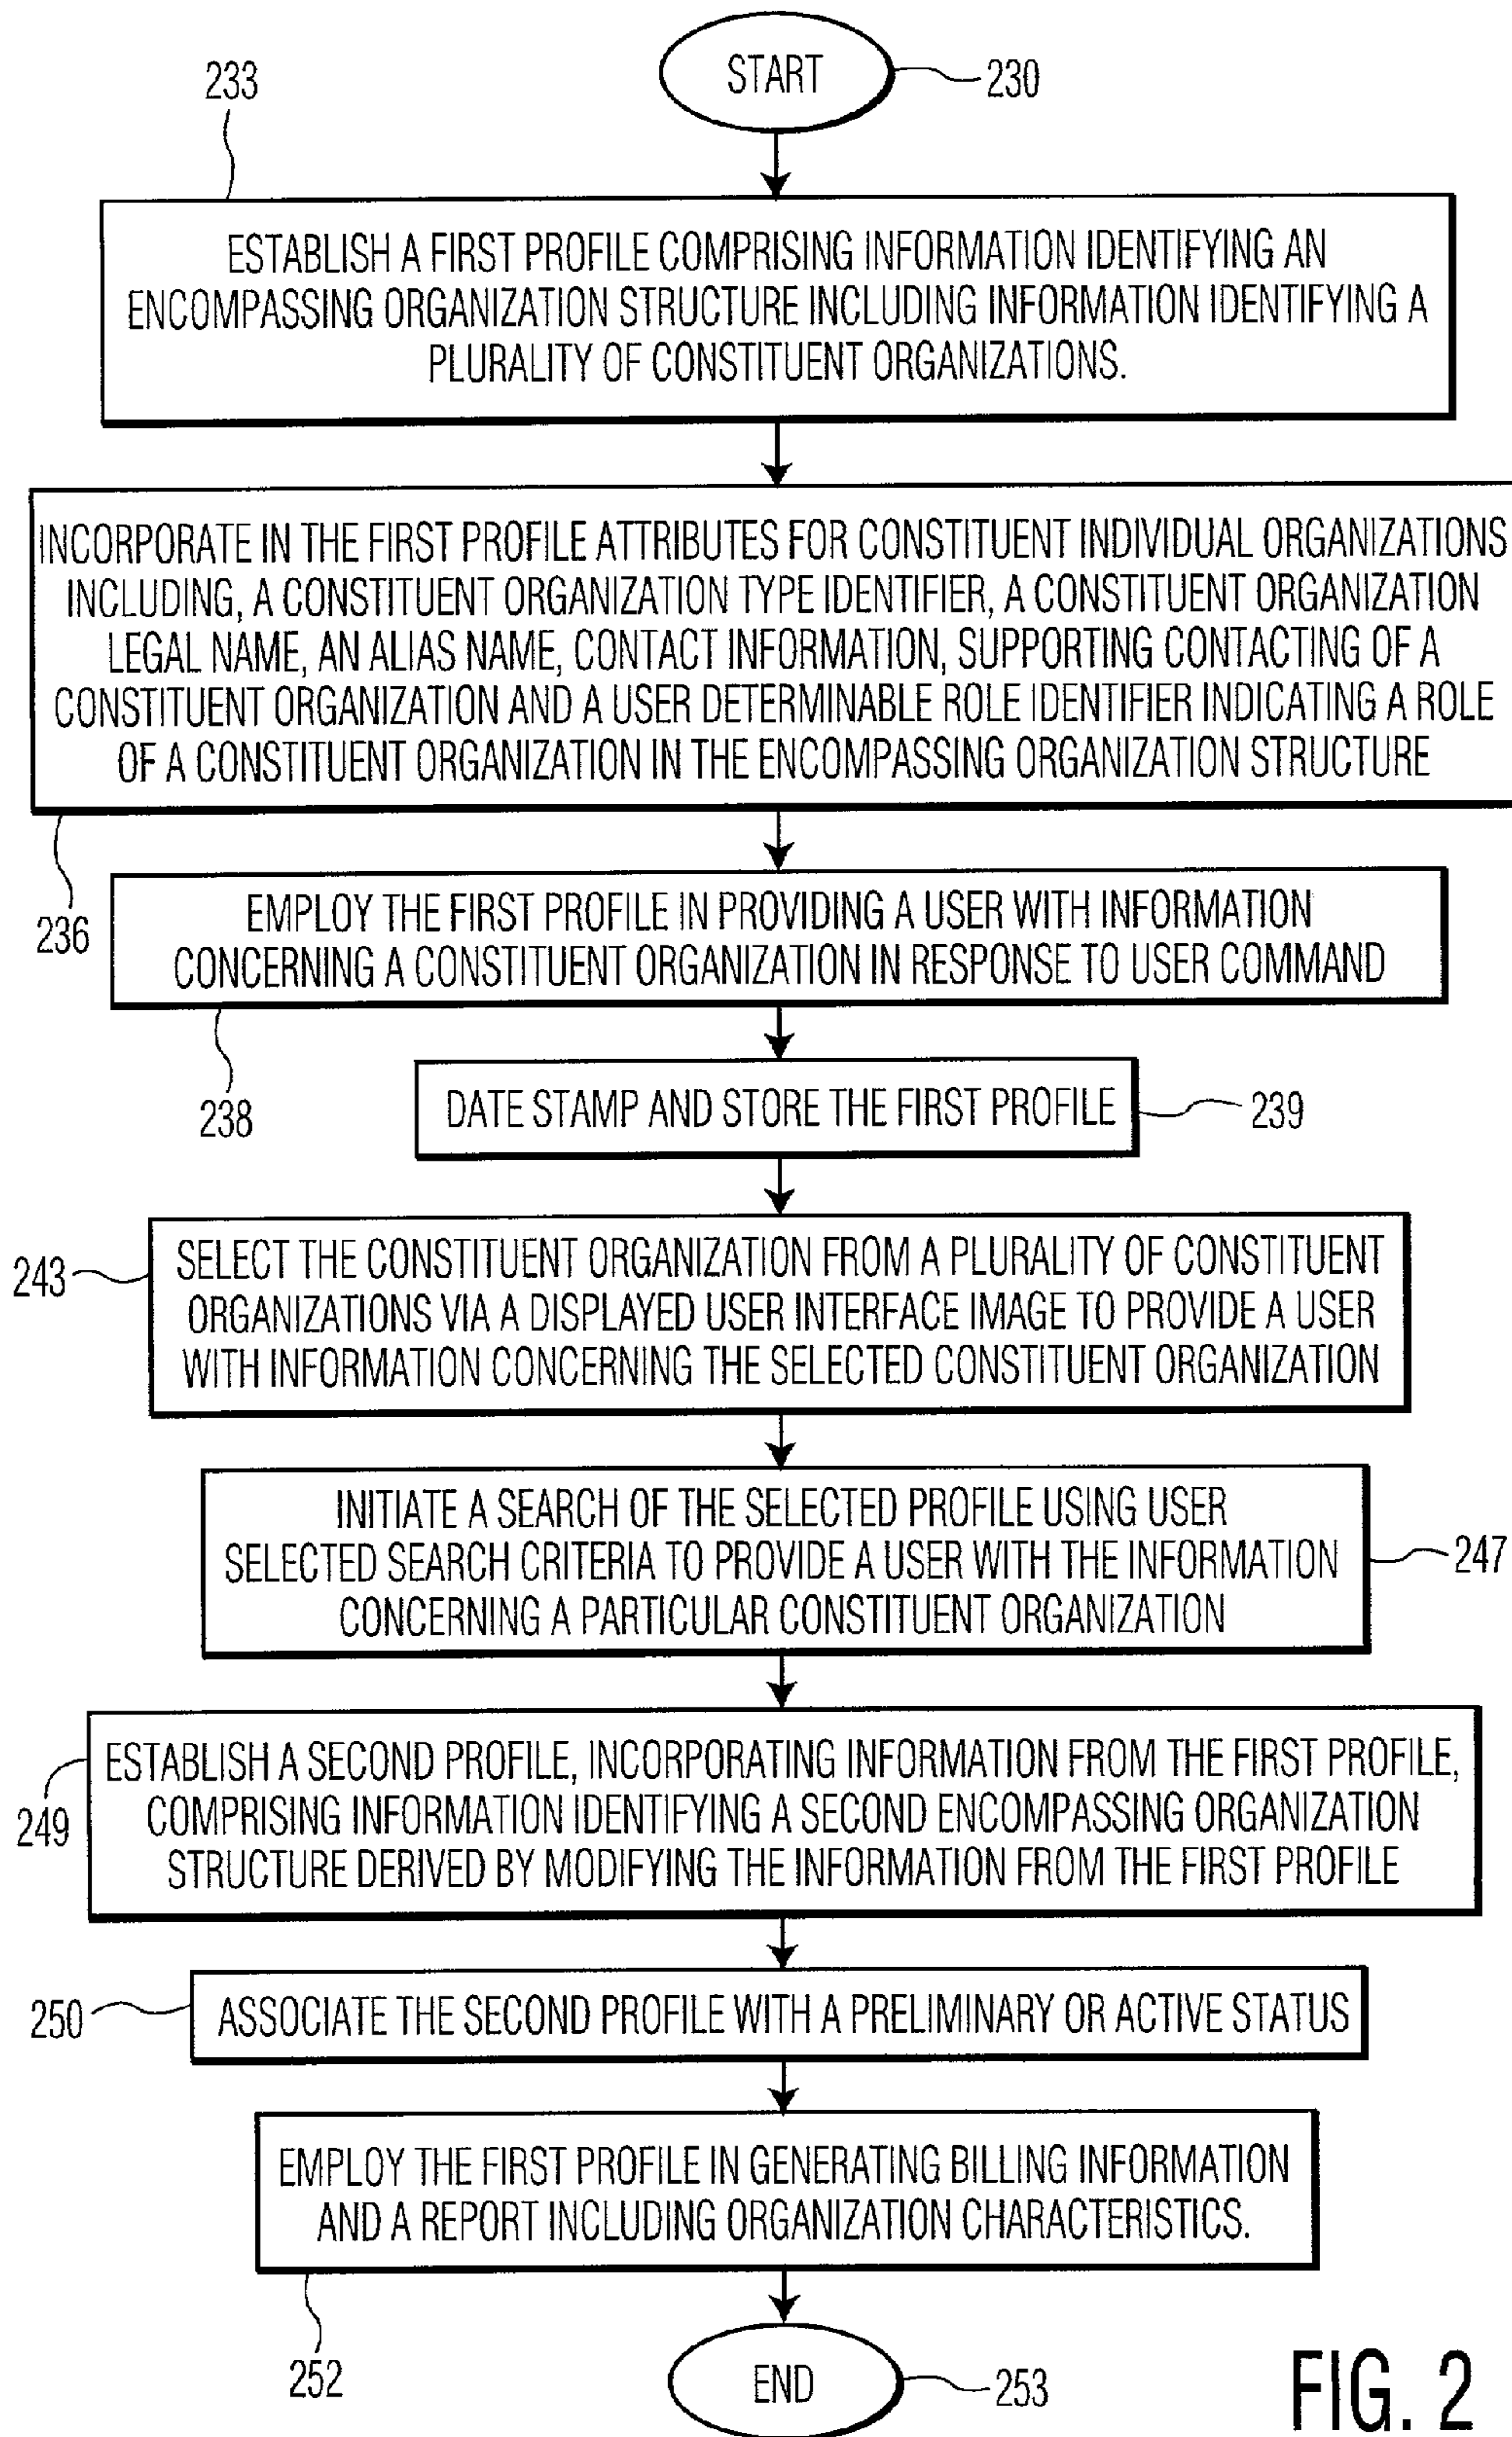 START
230
233
ESTABLISH A FIRST PROFILE COMPRISING INFORMATION IDENTIFYING AN
ENCOMPASSING ORGANIZATION STRUCTURE INCLUDING INFORMATION IDENTIFYING A
PLURALITY OF CONSTITUENT ORGANIZATIONS.
INCORPORATE IN THE FIRST PROFILE ATTRIBUTES FOR CONSTITUENT INDIVIDUAL ORGANIZATIONS
INCLUDING, A CONSTITUENT ORGANIZATION TYPE IDENTIFIER, A CONSTITUENT ORGANIZATION
LEGAL NAME, AN ALIAS NAME, CONTACT INFORMATION, SUPPORTING CONTACTING OF A
CONSTITUENT ORGANIZATION AND A USER DETERMINABLE ROLE IDENTIFIER INDICATING A ROLE
OF A CONSTITUENT ORGANIZATION IN THE ENCOMPASSING ORGANIZATION STRUCTURE
236
EMPLOY THE FIRST PROFILE IN PROVIDING A USER WITH INFORMATION
CONCERNING A CONSTITUENT ORGANIZATION IN RESPONSE TO USER COMMAND
238
DATE STAMP AND STORE THE FIRST PROFILE
239
243
SELECT THE CONSTITUENT ORGANIZATION FROM A PLURALITY OF CONSTITUENT
ORGANIZATIONS VIA A DISPLAYED USER INTERFACE IMAGE TO PROVIDE A USER
WITH INFORMATION CONCERNING THE SELECTED CONSTITUENT ORGANIZATION
INITIATE A SEARCH OF THE SELECTED PROFILE USING USER
SELECTED SEARCH CRITERIA TO PROVIDE A USER WITH THE INFORMATION
CONCERNING A PARTICULAR CONSTITUENT ORGANIZATION
247
ESTABLISH A SECOND PROFILE, INCORPORATING INFORMATION FROM THE FIRST PROFILE,
COMPRISING INFORMATION IDENTIFYING A SECOND ENCOMPASSING ORGANIZATION
STRUCTURE DERIVED BY MODIFYING THE INFORMATION FROM THE FIRST PROFILE
249
250
ASSOCIATE THE SECOND PROFILE WITH A PRELIMINARY OR ACTIVE STATUS
EMPLOY THE FIRST PROFILE IN GENERATING BILLING INFORMATION
AND A REPORT INCLUDING ORGANIZATION CHARACTERISTICS.
252
END
253
FIG. 2